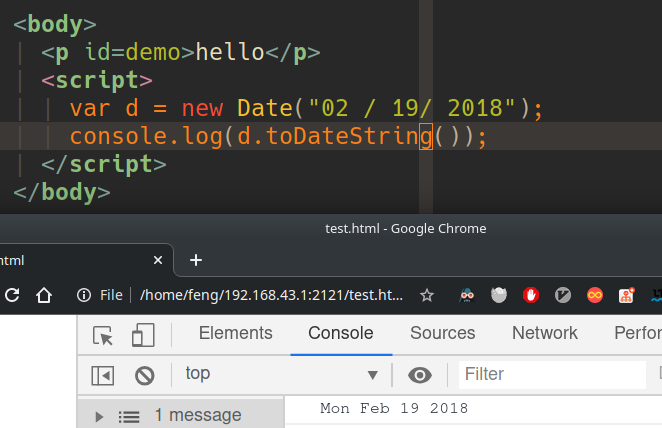 <body>
<p id=demo>hello</p>
<script>
var d = new Date("02 / 19/ 2018");
console.log(d.toDateString());
</script>
</body>
test.html - Google Chrome
html
File /home/feng/192.168.43.1:2121/test.ht...
Elements Console Sources Network Perfor
top Filter
1 message Mon Feb 19 2018